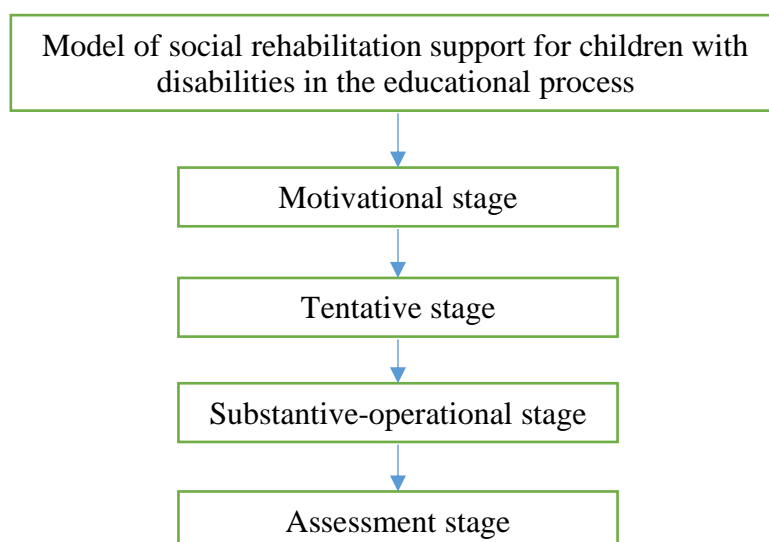 Model of social rehabilitation support for children with
disabilities in the educational process
Motivational stage
Tentative stage
Substantive-operational stage
Assessment stage